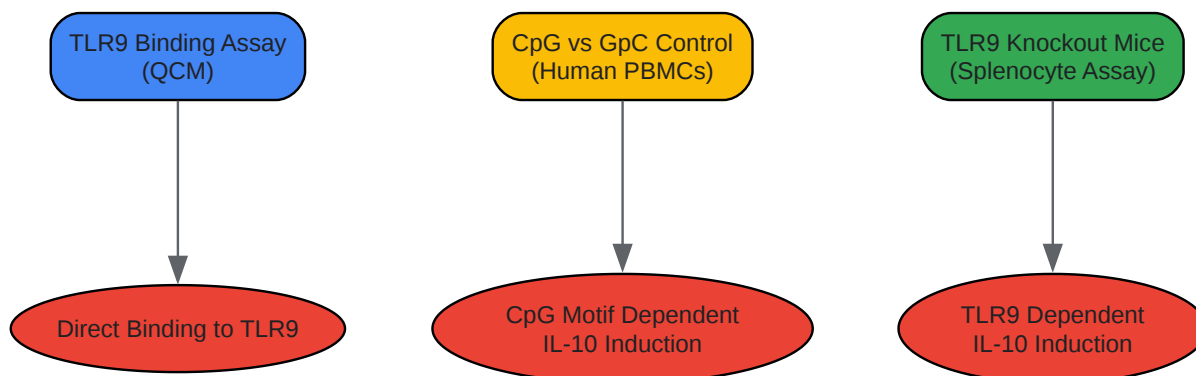 TLR9 Binding Assay
(QCM)
CpG vs GpC Control
(Human PBMCs)
TLR9 Knockout Mice
(Splenocyte Assay)
Direct Binding to TLR9
CpG Motif Dependent
IL-10 Induction
TLR9 Dependent
IL-10 Induction